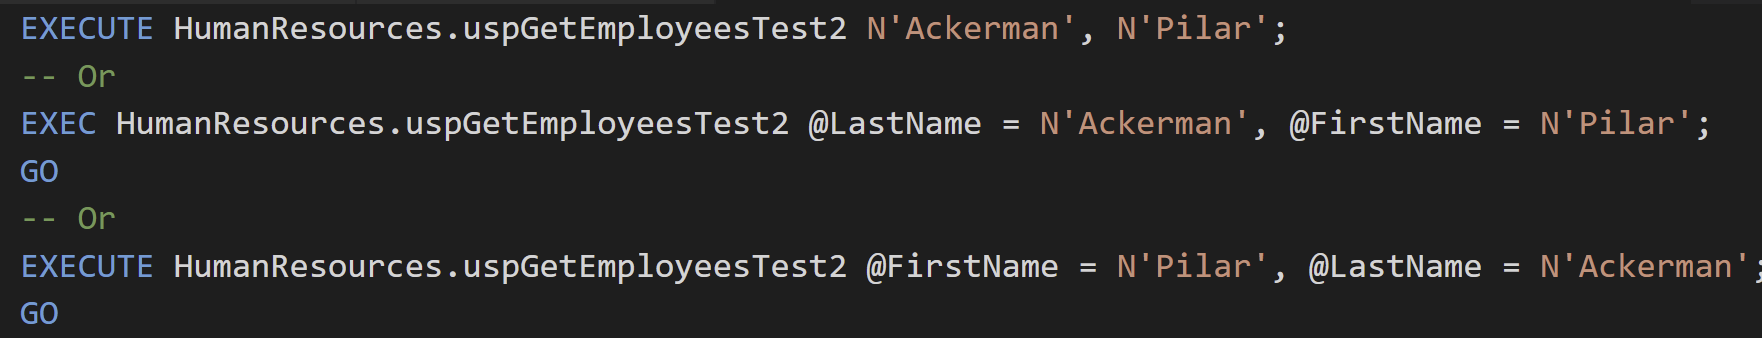 EXECUTE HumanResources.uspGetEmployeesTest2 N'Ackerman', N'Pilar';
-- Or
EXEC HumanResources.uspGetEmployeesTest2 @LastName = N'Ackerman', @FirstName = N'Pilar';
GO
-- Or
EXECUTE HumanResources.uspGetEmployeesTest2 @FirstName = N'Pilar', @LastName = N'Ackerman';
GO